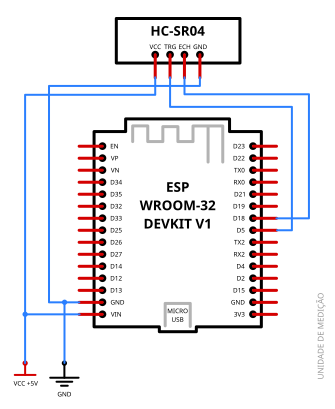 HC-SR04
VCC TRG ECH GND
ESP
WROOM-32
DEVKIT V1
EN
VP
VN
D34
D35
D32
D33
D25
D26
D27
D14
D12
D13
GND
VIN
D23
D22
TX0
RX0
D21
D19
D18
D5
TX2
RX2
D4
D2
D15
GND
3V3
MICRO
USB
VCC +5V
GND
UNIDADE DE MEDIÇÃO